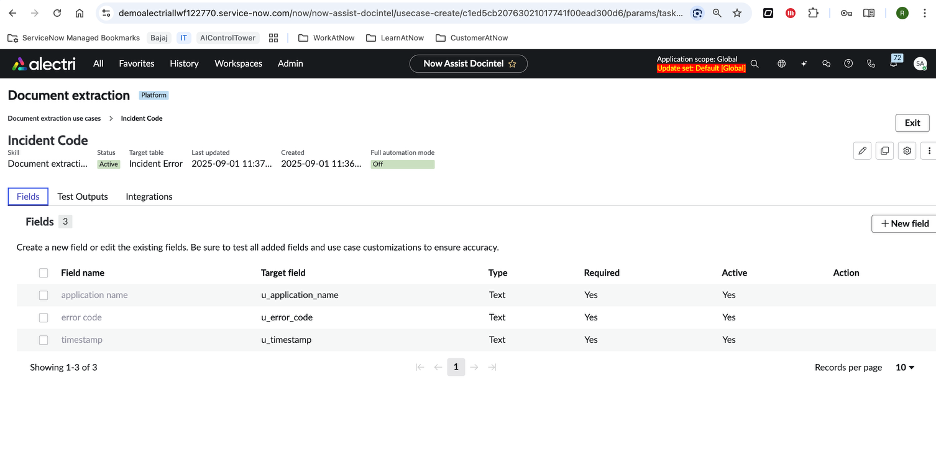 demoalectriallwf122770.service-now.com/now/now-assist-docintel/usecase-create/c1ed5cb20763021017741f00ead300d6/params/task...
R
ServiceNow Managed Bookmarks Bajaj IT AIControlTower WorkAtNow LearnAtNow CustomerAtNow
alectri All Favorites History Workspaces Admin Now Assist Docintel Application scope: Global 72 SA
Update set: Default [Global]
Document extraction Platform
Document extraction use cases > Incident Code
Exit
Incident Code
Skill Status Target table Last updated Created Full automation mode
Document extracti... Active Incident Error 2025-09-01 11:37... 2025-09-01 11:36... Off
Fields Test Outputs Integrations
Fields 3
+ New field
Create a new field or edit the existing fields. Be sure to test all added fields and use case customizations to ensure accuracy.
Field name Target field Type Required Active Action
application name u_application_name Text Yes Yes
error code u_error_code Text Yes Yes
timestamp u_timestamp Text Yes Yes
Showing 1-3 of 3 1 Records per page 10